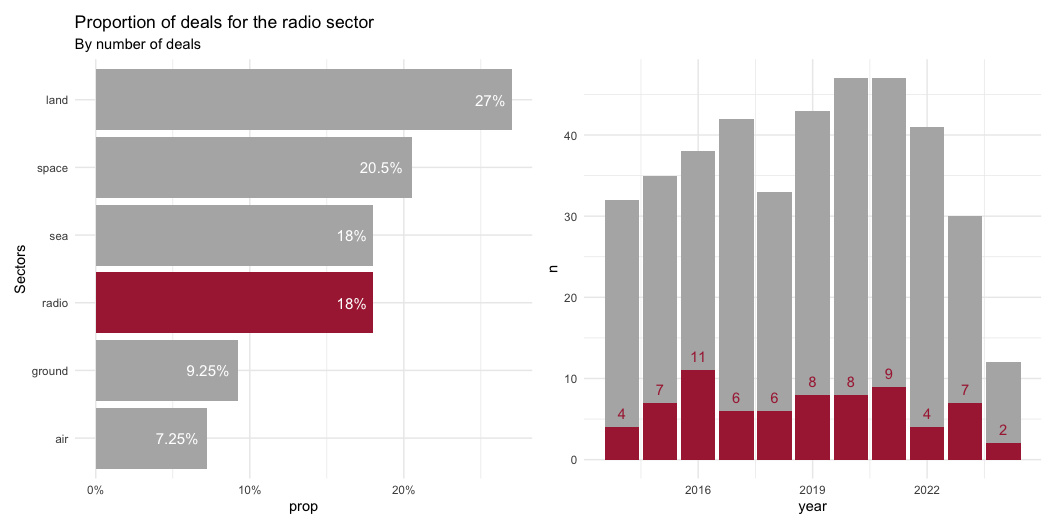 Proportion of deals for the radio sector
By number of deals
Sectors
land
27%
space
20.5%
sea
18%
radio
18%
ground
9.25%
air
7.25%
0%
10%
20%
prop
n
40
30
20
10
0
4
7
11
6
6
8
8
9
4
7
2
2016
2019
2022
year